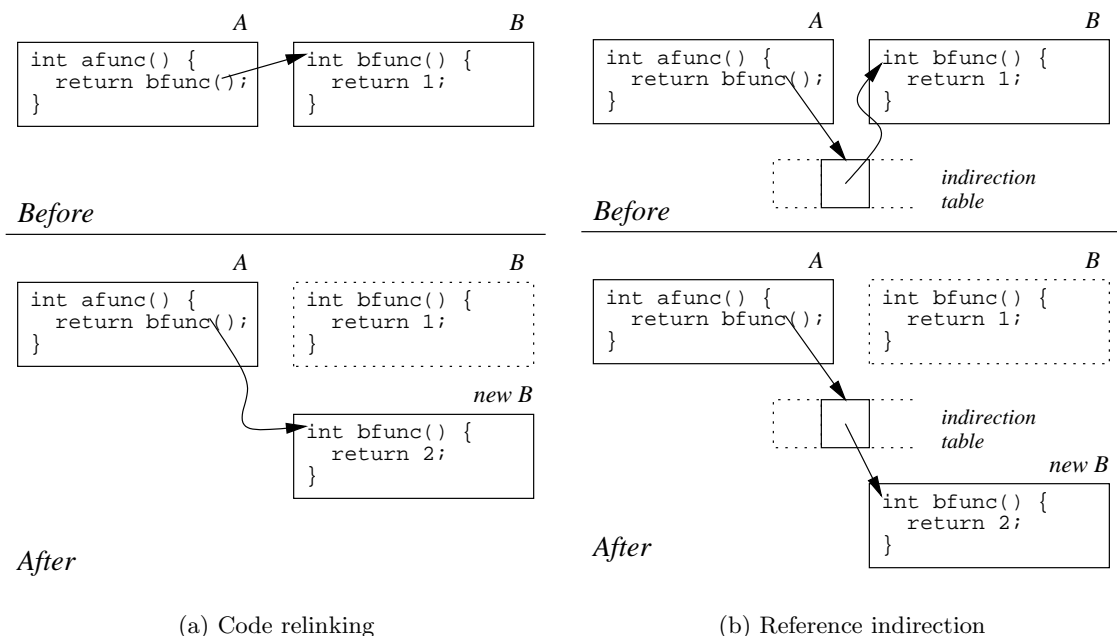 A
B
int afunc() {
  return bfunc();
}
int bfunc() {
  return 1;
}
Before
A
B
int afunc() {
  return bfunc();
}
int bfunc() {
  return 1;
}
new B
int bfunc() {
  return 2;
}
After
(a) Code relinking
A
B
int afunc() {
  return bfunc();
}
int bfunc() {
  return 1;
}
indirection
table
Before
A
B
int afunc() {
  return bfunc();
}
int bfunc() {
  return 1;
}
indirection
table
new B
int bfunc() {
  return 2;
}
After
(b) Reference indirection